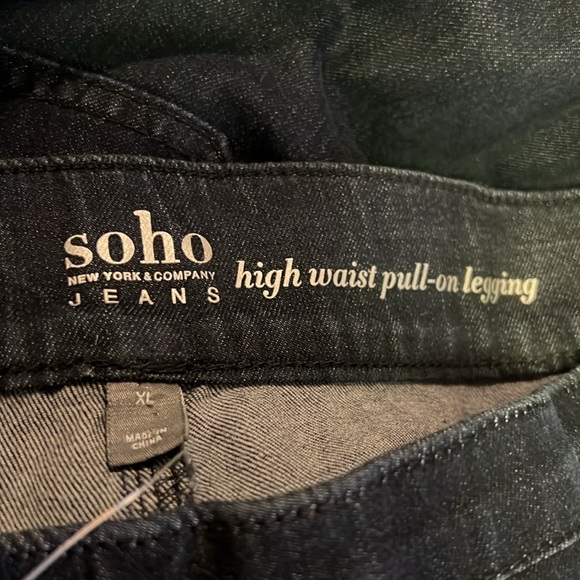 soho
NEW YORK & COMPANY
JEANS
high waist pull-on legging
XL
MADE IN
CHINA